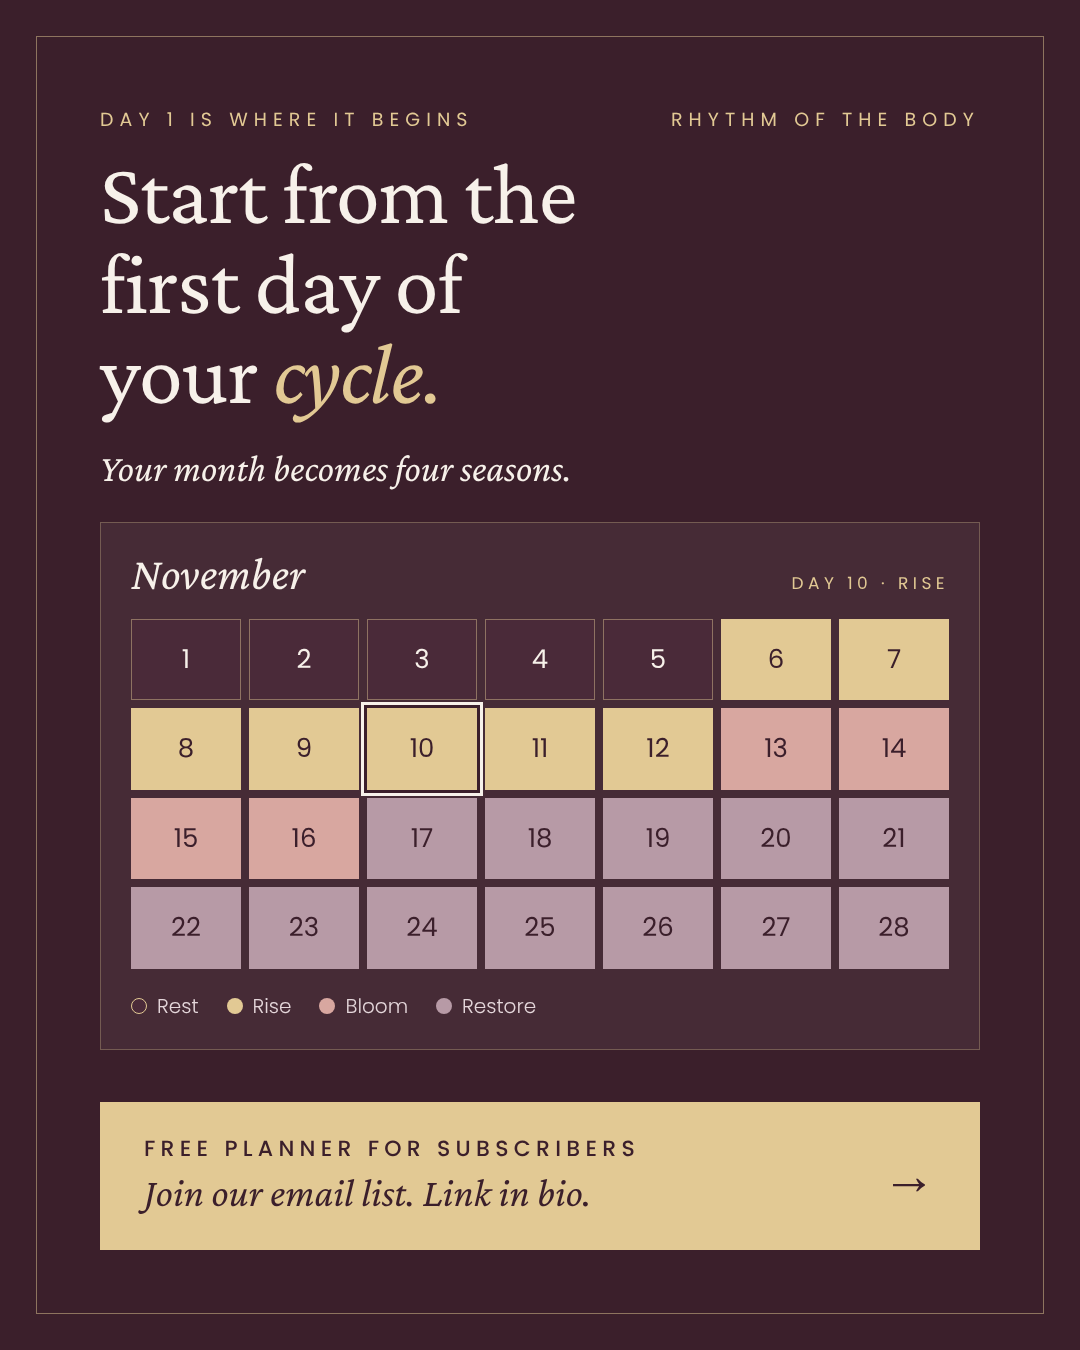 DAY 1 IS WHERE IT BEGINS
RHYTHM OF THE BODY
Start from the
first day of
your cycle.
Your month becomes four seasons.
November
DAY 10 · RISE
1 2 3 4 5 6 7
8 9 10 11 12 13 14
15 16 17 18 19 20 21
22 23 24 25 26 27 28
Rest Rise Bloom Restore
FREE PLANNER FOR SUBSCRIBERS
Join our email list. Link in bio.
→